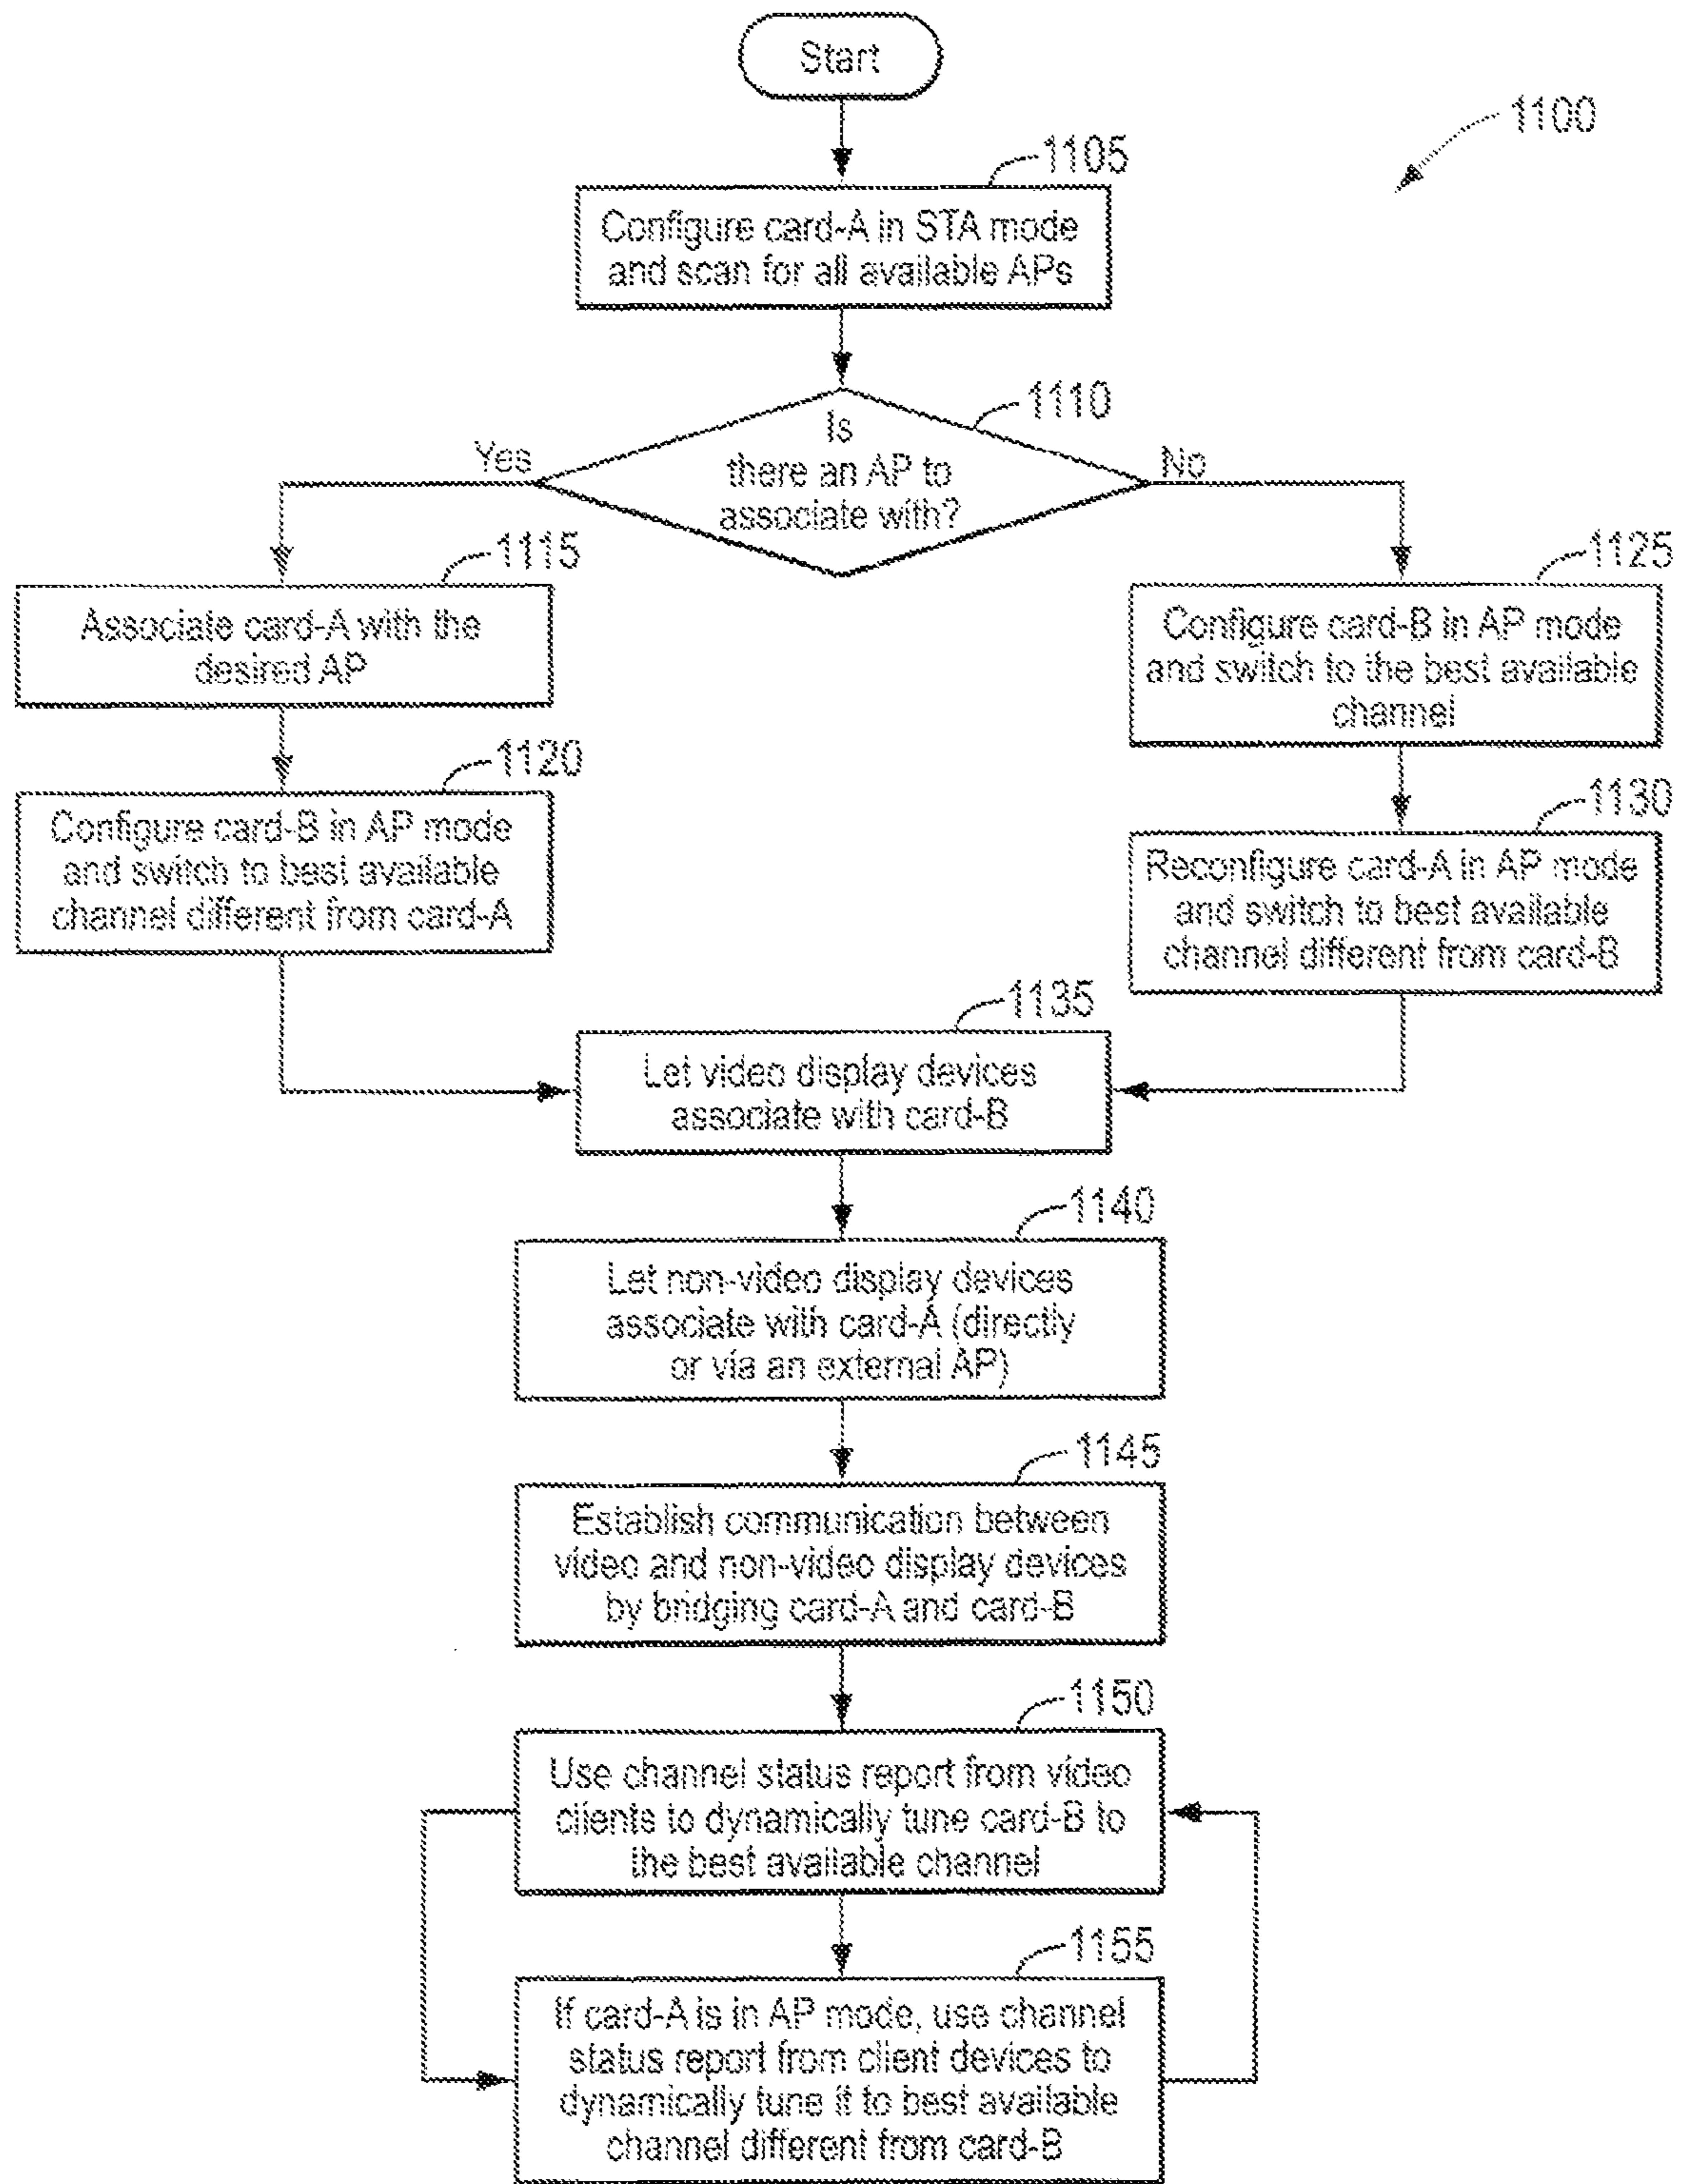 Start
1100
1105
Configure card-A in STA mode
and scan for all available APs
1110
Is
there an AP to
associate with?
Yes
No
1115
Associate card-A with the
desired AP
1125
Configure card-B in AP mode
and switch to the best available
channel
1120
Configure card-B in AP mode
and switch to best available
channel different from card-A
1130
Reconfigure card-A in AP mode
and switch to best available
channel different from card-B
1135
Let video display devices
associate with card-B
1140
Let non-video display devices
associate with card-A (directly
or via an external AP)
1145
Establish communication between
video and non-video display devices
by bridging card-A and card-B
1150
Use channel status report from video
clients to dynamically tune card-B to
the best available channel
1155
If card-A is in AP mode, use channel
status report from client devices to
dynamically tune it to best available
channel different from card-B